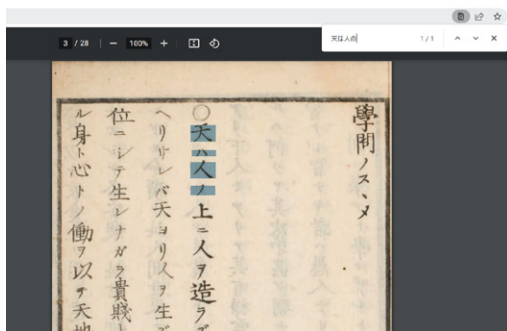 3 / 28
100%
天は人の
1/1
學問ノスヽメ
○天ハ人ノ上ニ人ヲ造ラズ
ヘリサレバ天ヨリ人ヲ生ズ
位ニシテ生レナガラ貴賤ト
ル身ト心トノ働ヲ以テ天地